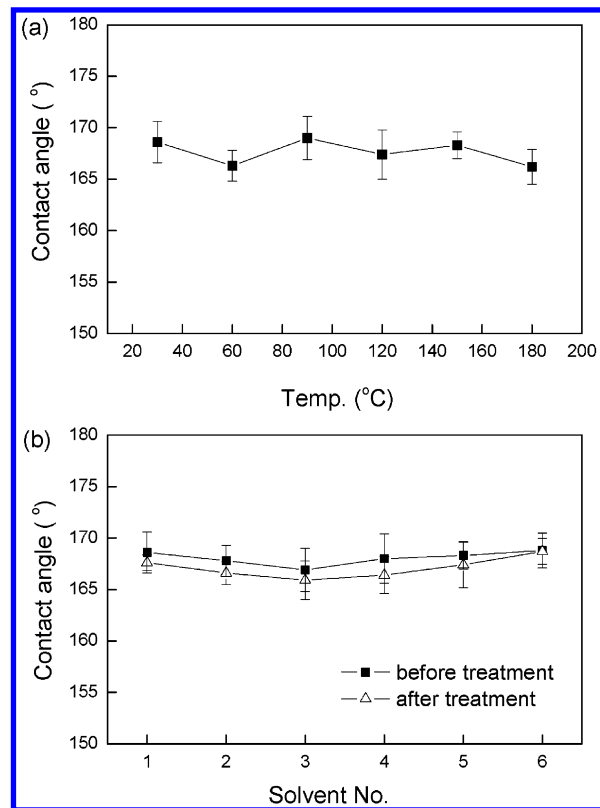 (a)
180
175
170
165
160
155
150
Contact angle ( °)
20 40 60 80 100 120 140 160 180 200
Temp. (°C)
(b)
180
175
170
165
160
155
150
Contact angle ( °)
before treatment
after treatment
1 2 3 4 5 6
Solvent No.